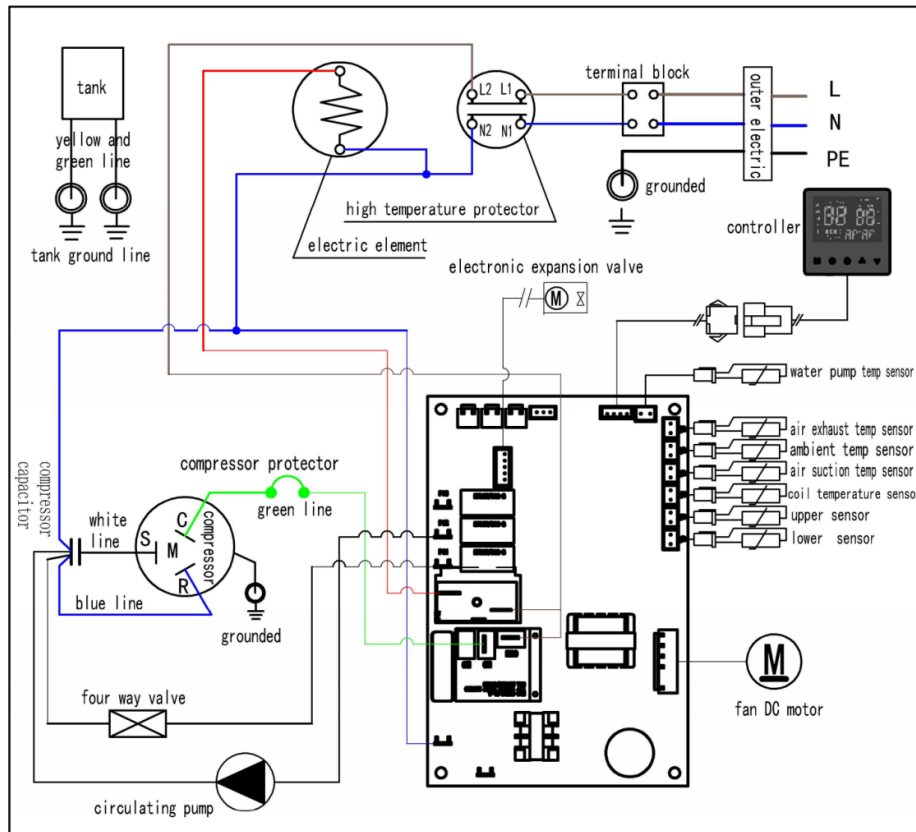 tank
yellow and
green line
tank ground line
L2 L1
N2 N1
terminal block
outer electric
L
N
PE
grounded
high temperature protector
electric element
controller
electronic expansion valve
M
water pump temp sensor
air exhaust temp sensor
ambient temp sensor
air suction temp sensor
coil temperature senso
upper sensor
lower sensor
compressor protector
green line
compressor
capacitor
white
line
S
C
M
R
compressor
blue line
grounded
four way valve
circulating pump
M
fan DC motor